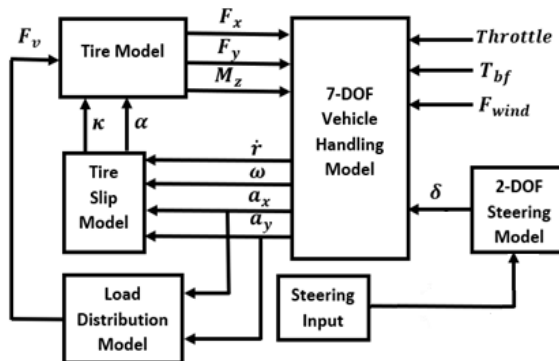 F_v
Tire Model
F_x
F_y
M_z
κ
α
Tire
Slip
Model
ṙ
ω
a_x
a_y
Load
Distribution
Model
7-DOF
Vehicle
Handling
Model
Throttle
T_bf
F_wind
δ
2-DOF
Steering
Model
Steering
Input